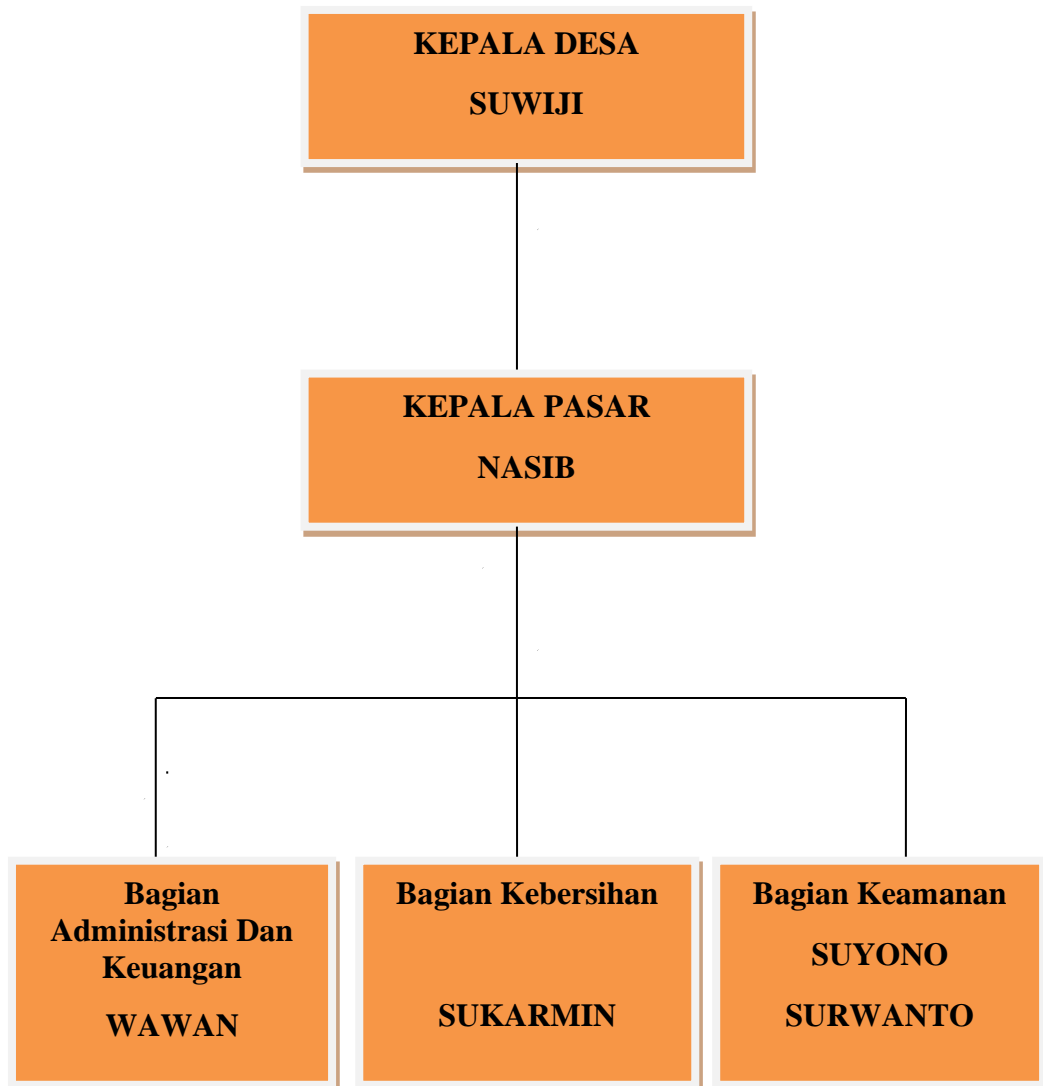 KEPALA DESA
SUWIJI
KEPALA PASAR
NASIB
Bagian
Administrasi Dan
Keuangan
WAWAN
Bagian Kebersihan
SUKARMIN
Bagian Keamanan
SUYONO
SURWANTO